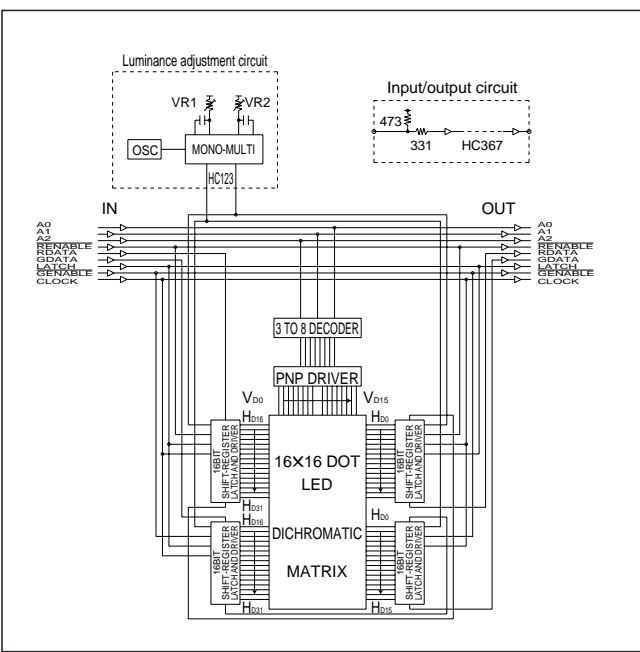 Luminance adjustment circuit
VR1
VR2
OSC
MONO-MULTI
HC123
Input/output circuit
473
331
HC367
IN
OUT
A0
A1
A2
RENABLE
RDATA
GDATA
LATCH
GENABLE
CLOCK
A0
A1
A2
RENABLE
RDATA
GDATA
LATCH
GENABLE
CLOCK
3 TO 8 DECODER
PNP DRIVER
VD0
VD15
HD16
HD0
16BIT
SHIFT-REGISTER
LATCH AND DRIVER
16×16 DOT
LED
DICHROMATIC
MATRIX
16BIT
SHIFT-REGISTER
LATCH AND DRIVER
HD31
HD16
HD0
16BIT
SHIFT-REGISTER
LATCH AND DRIVER
16BIT
SHIFT-REGISTER
LATCH AND DRIVER
HD31
HD15